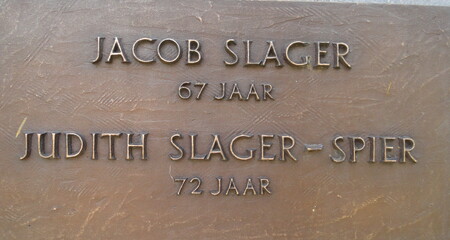 JACOB SLAGER
67 JAAR
JUDITH SLAGER-SPIER
72 JAAR